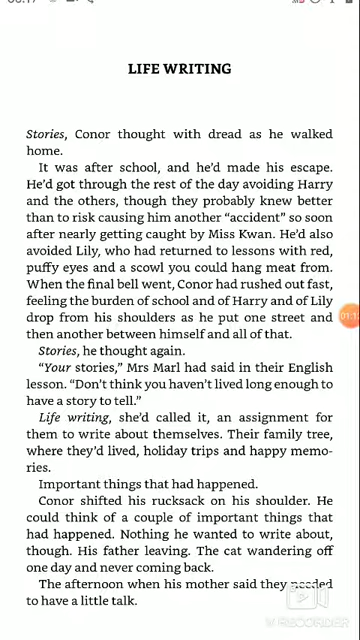 LIFE WRITING
Stories, Conor thought with dread as he walked
home.
It was after school, and he'd made his escape.
He'd got through the rest of the day avoiding Harry
and the others, though they probably knew better
than to risk causing him another “accident” so soon
after nearly getting caught by Miss Kwan. He'd also
avoided Lily, who had returned to lessons with red,
puffy eyes and a scowl you could hang meat from.
When the final bell went, Conor had rushed out fast,
feeling the burden of school and of Harry and of Lily
drop from his shoulders as he put one street and
then another between himself and all of that.
Stories, he thought again.
“Your stories,” Mrs Marl had said in their English
lesson. “Don't think you haven't lived long enough to
have a story to tell.”
Life writing, she'd called it, an assignment for
them to write about themselves. Their family tree,
where they'd lived, holiday trips and happy memo-
ries.
Important things that had happened.
Conor shifted his rucksack on his shoulder. He
could think of a couple of important things that
had happened. Nothing he wanted to write about,
though. His father leaving. The cat wandering off
one day and never coming back.
The afternoon when his mother said they needed
to have a little talk.